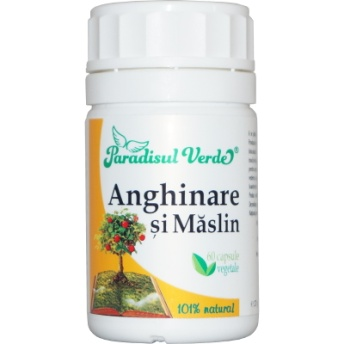 Paradisul Verde®
Anghinare
și Măslin
60 capsule
vegetale
101% natural